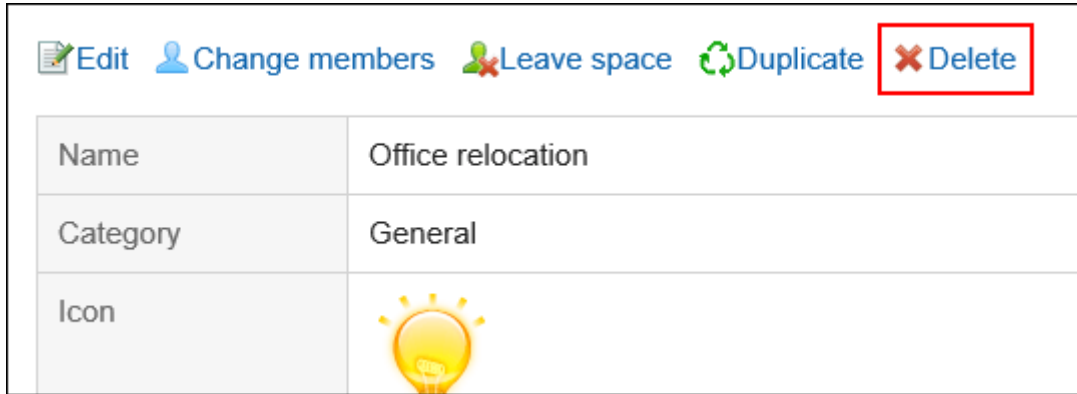 Edit Change members Leave space Duplicate Delete
Name Office relocation
Category General
Icon